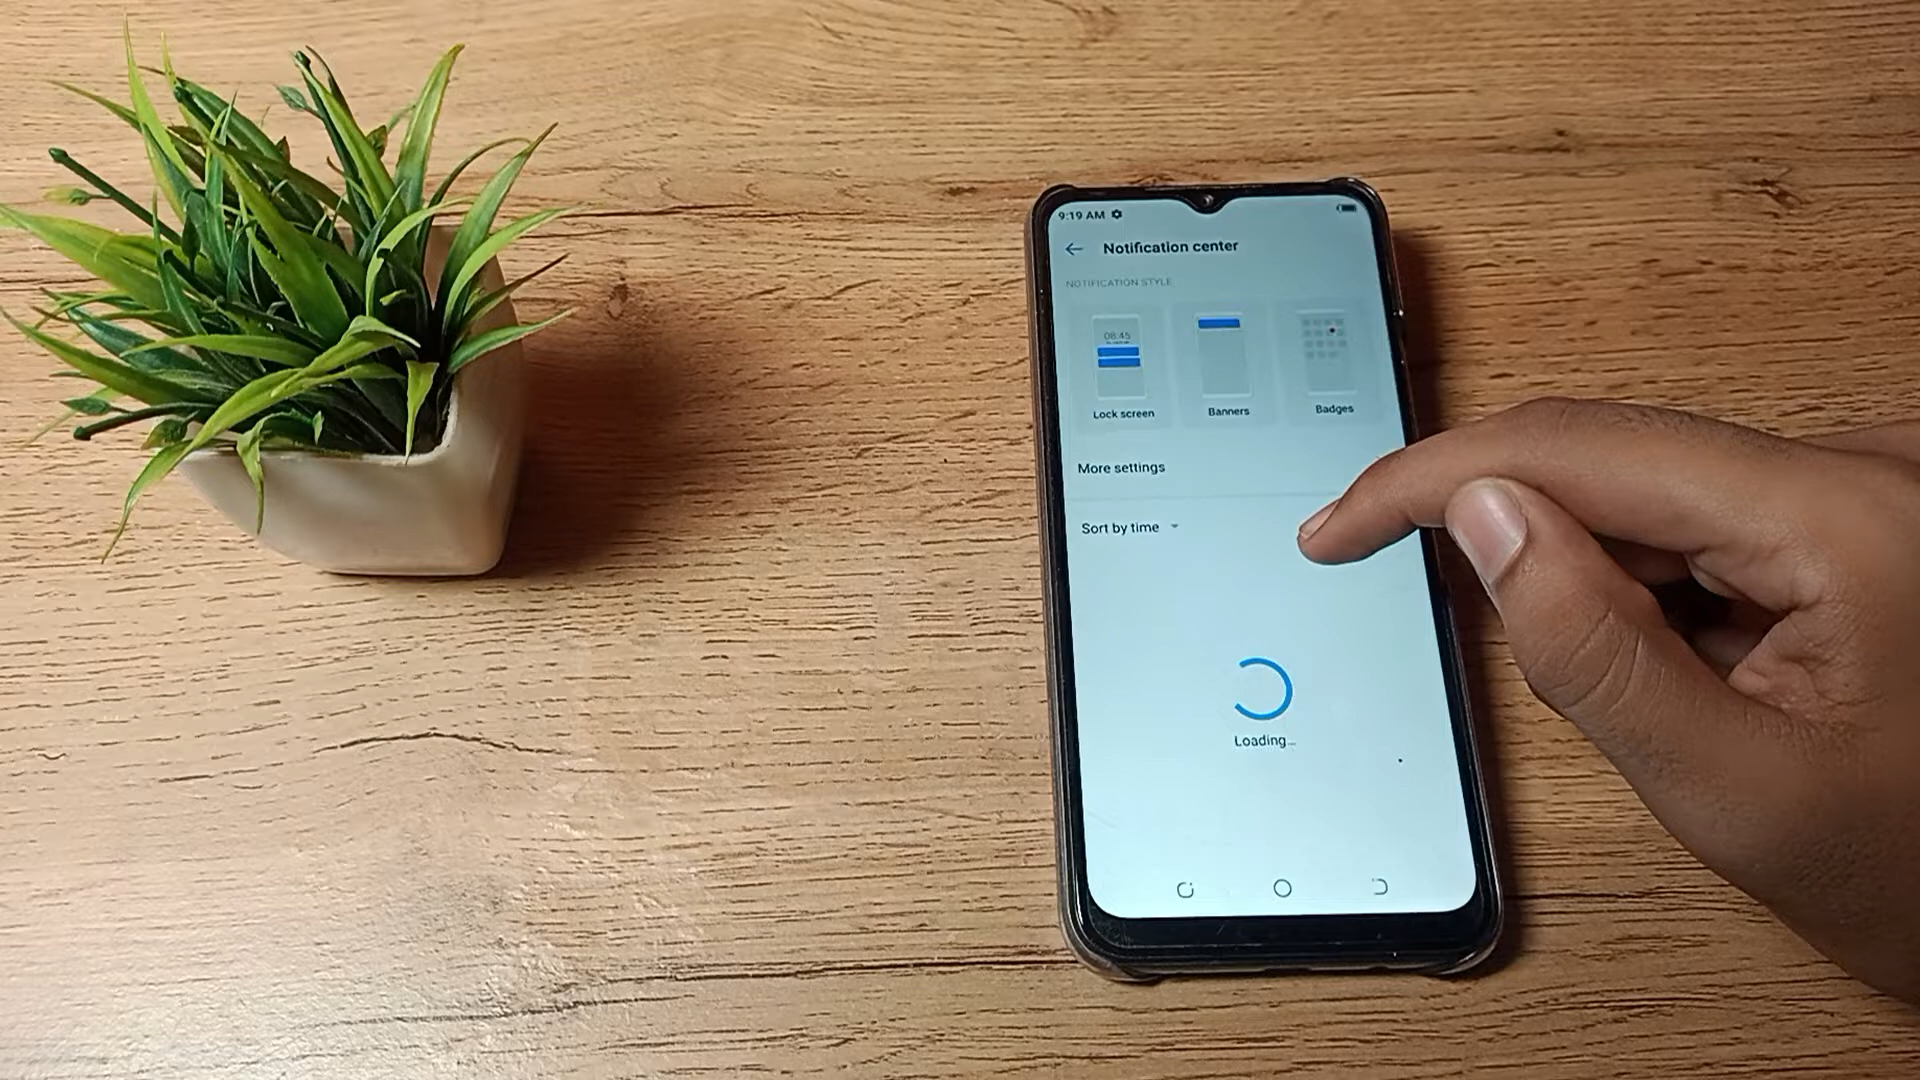 9:19 AM
Notification center
NOTIFICATION STYLE
08:45
Lock screen
Banners
Badges
More settings
Sort by time
Loading...